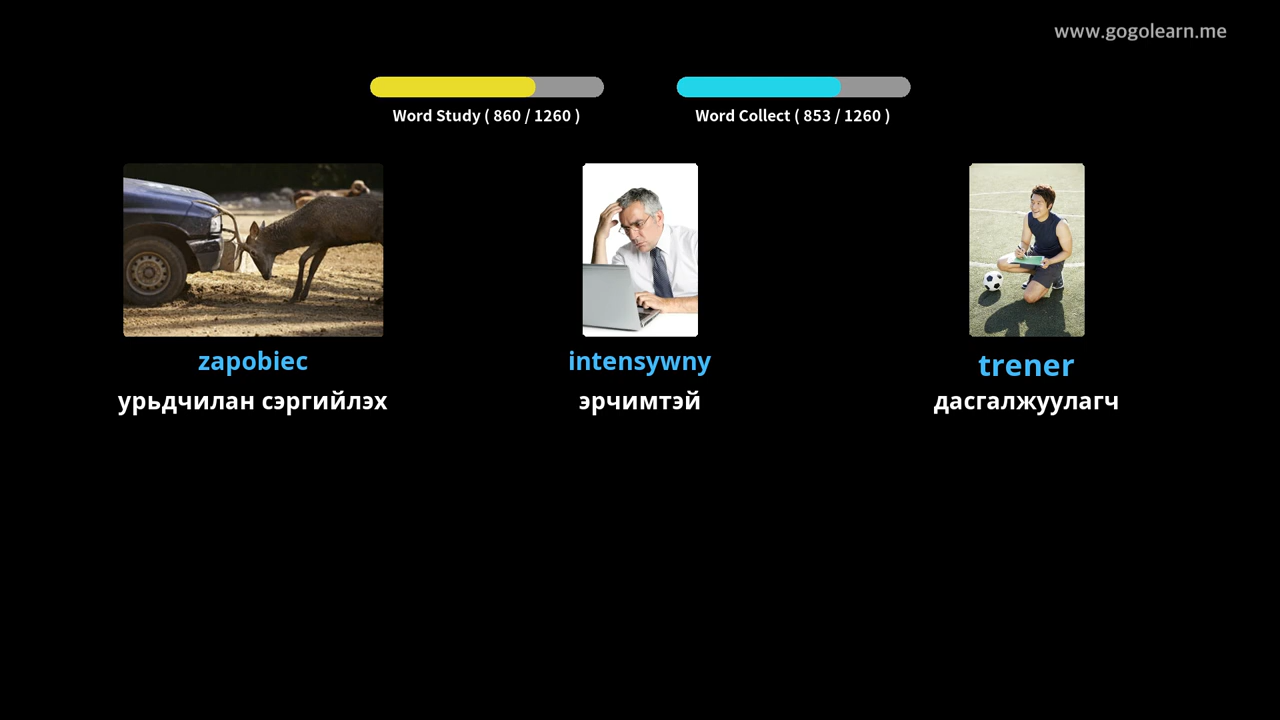 www.gogolearn.me
Word Study ( 860 / 1260 )
Word Collect ( 853 / 1260 )
zapobiec
intensywny
trener
урьдчилан сэргийлэх
эрчимтэй
дасгалжуулагч